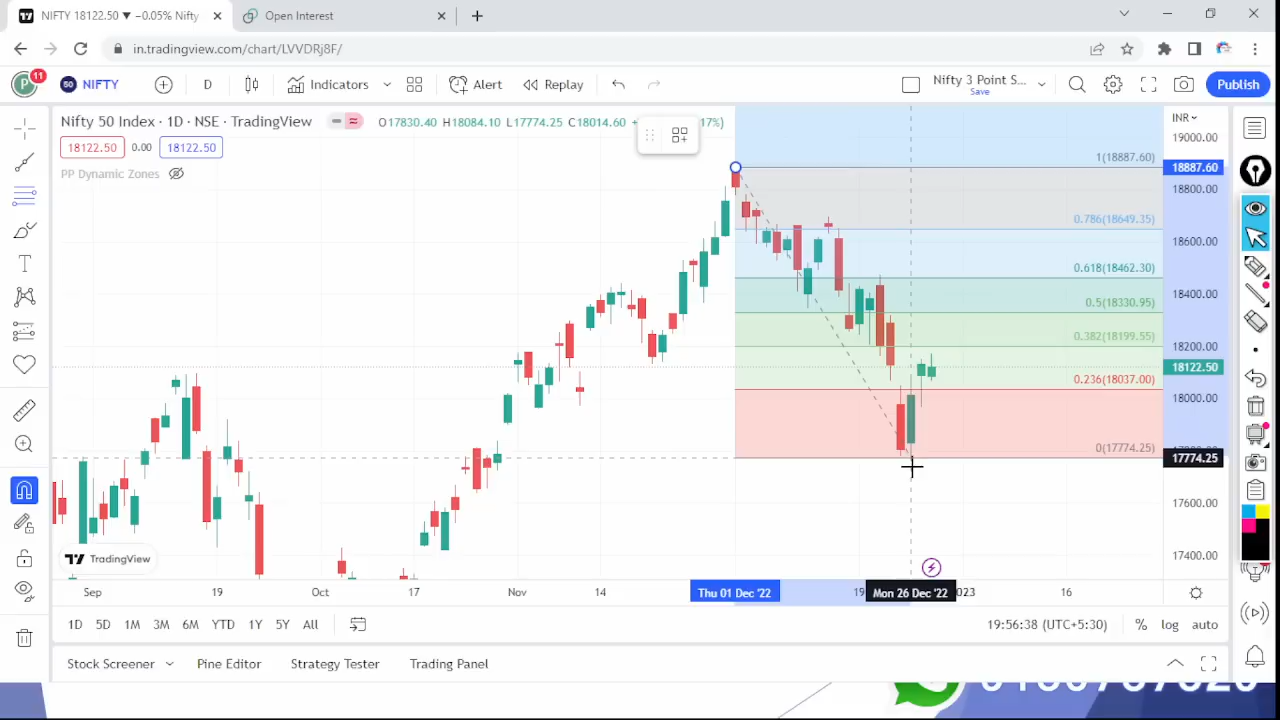 NIFTY 18122.50 ▼ −0.05% Nifty
Open Interest
in.tradingview.com/chart/LVVDRj8F/
P
11
50 NIFTY
D
Indicators
Alert
Replay
Nifty 3 Point S...
Save
Publish
Nifty 50 Index · 1D · NSE · TradingView
O17830.40 H18084.10 L17774.25 C18014.60
17%)
INR
18122.50 0.00 18122.50
PP Dynamic Zones
19000.00
1(18887.60)
18887.60
18800.00
0.786(18649.35)
18600.00
0.618(18462.30)
18400.00
0.5(18330.95)
0.382(18199.55)
18200.00
18122.50
0.236(18037.00)
18000.00
0(17774.25)
17774.25
17600.00
17400.00
TradingView
Sep 19 Oct 17 Nov 14 Thu 01 Dec '22 19 Mon 26 Dec '22 023 16
1D 5D 1M 3M 6M YTD 1Y 5Y All
19:56:38 (UTC+5:30)
% log auto
Stock Screener
Pine Editor
Strategy Tester
Trading Panel